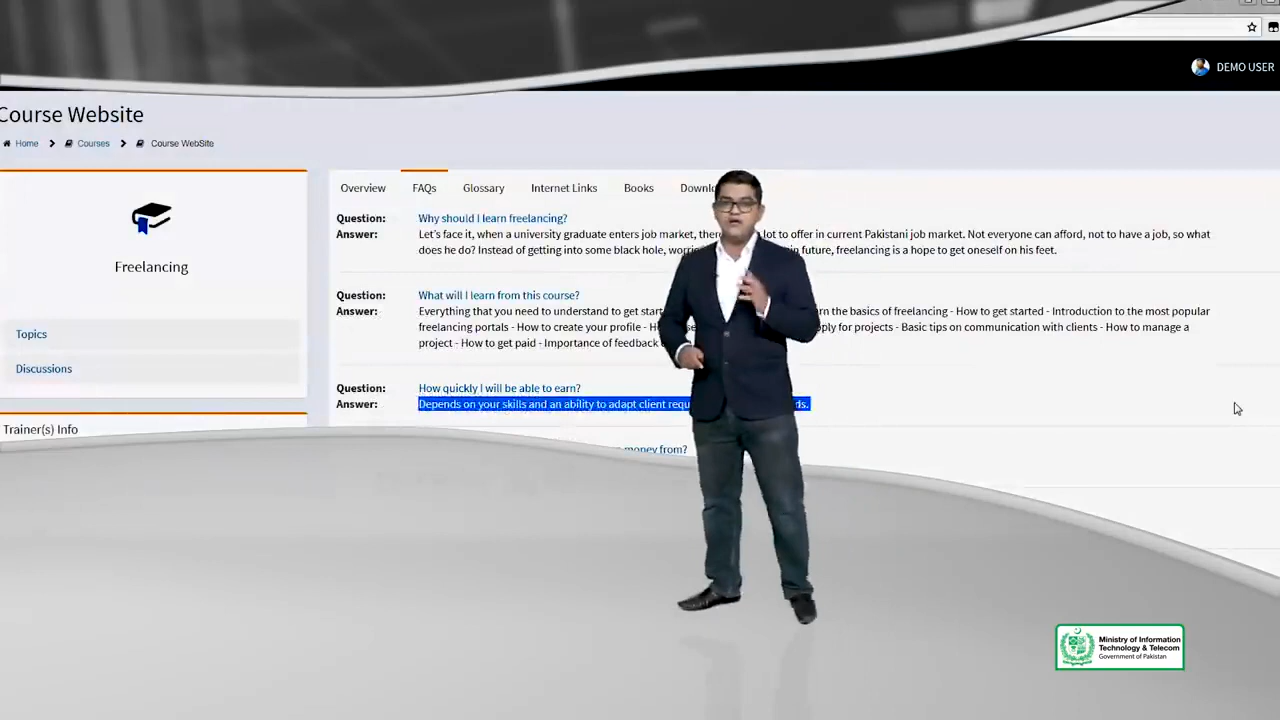 DEMO USER
Course Website
Home
Courses
Course WebSite
Freelancing
Topics
Discussions
Trainer(s) Info
Overview
FAQs
Glossary
Internet Links
Books
Question:
Why should I learn freelancing?
Answer:
Let's face it, when a university graduate enters job market, lot to offer in current Pakistani job market. Not everyone can afford, not to have a job, so what
does he do? Instead of getting into some black hole, in future, freelancing is a hope to get oneself on his feet.
Question:
What will I learn from this course?
Answer:
Everything that you need to understand to get the basics of freelancing - How to get started - Introduction to the most popular
freelancing portals - How to create your profile - for projects - Basic tips on communication with clients - How to manage a
project - How to get paid - Importance of feedback
Question:
How quickly I will be able to earn?
Answer:
Depends on your skills and an ability to adapt client
money from?
Ministry of Information
Technology & Telecom
Government of Pakistan